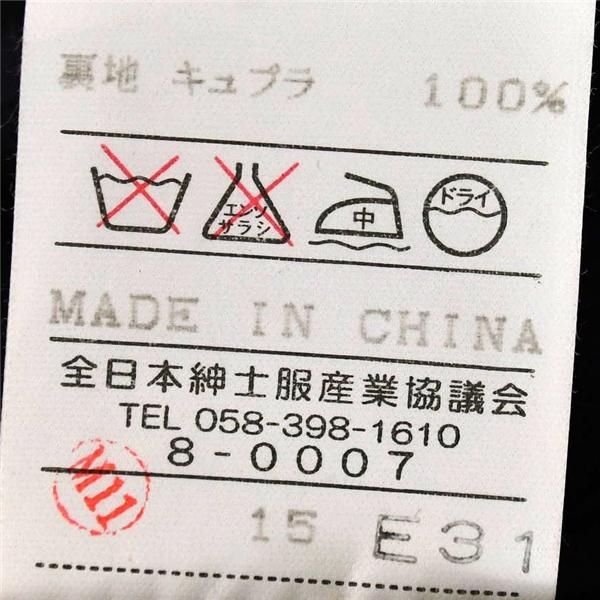 裏地 キュプラ 100%
エンソ サラシ 中 ドライ
MADE IN CHINA
全日本紳士服産業協議会
TEL 058-398-1610
8-0007
M11
15 E31